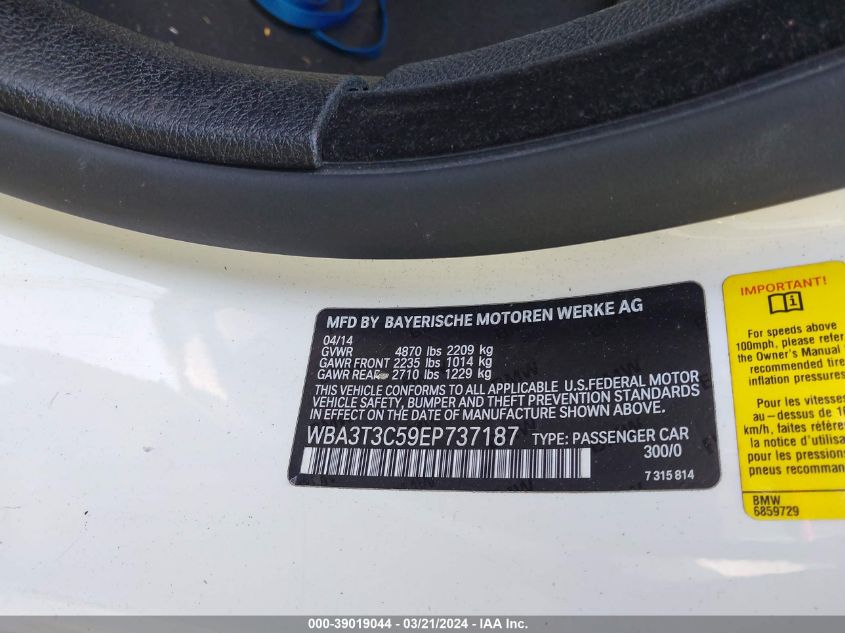 MFD BY BAYERISCHE MOTOREN WERKE AG
04/14
GVWR 4870 lbs 2209 kg
GAWR FRONT 2235 lbs 1014 kg
GAWR REAR 2710 lbs 1229 kg
THIS VEHICLE CONFORMS TO ALL APPLICABLE U.S.FEDERAL MOTOR
VEHICLE SAFETY, BUMPER AND THEFT PREVENTION STANDARDS
IN EFFECT ON THE DATE OF MANUFACTURE SHOWN ABOVE.
WBA3T3C59EP737187 TYPE: PASSENGER CAR
300/0
7 315 814
IMPORTANT!
For speeds above
100mph, please refer
the Owner's Manual
recommended tire
inflation pressures
Pour les vitesses
au-dessus de
km/h, faites
la notice d'
pour les pressions
pneus recomman
BMW
6859729
000-39019044 - 03/21/2024 - IAA Inc.